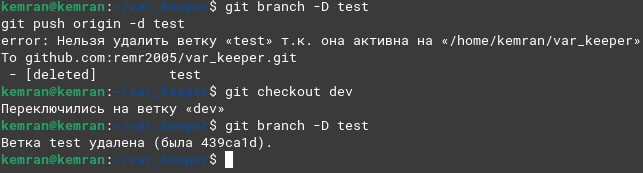 kemran@kemran:~/var_keeper$ git branch -D test
git push origin -d test
error: Нельзя удалить ветку «test» т.к. она активна на «/home/kemran/var_keeper»
To github.com:remr2005/var_keeper.git
 - [deleted]         test
kemran@kemran:~/var_keeper$ git checkout dev
Переключились на ветку «dev»
kemran@kemran:~/var_keeper$ git branch -D test
Ветка test удалена (была 439ca1d).
kemran@kemran:~/var_keeper$